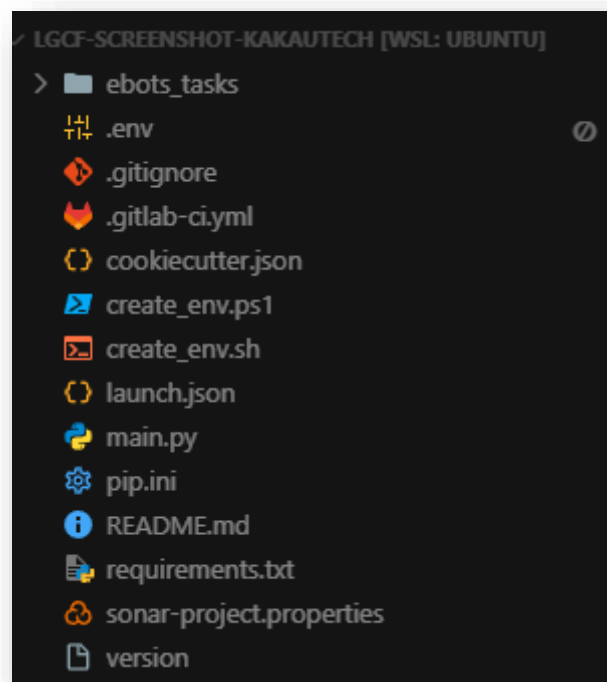 LGCF-SCREENSHOT-KAKAUTECH [WSL: UBUNTU]
ebots_tasks
.env
.gitignore
.gitlab-ci.yml
cookiecutter.json
create_env.ps1
create_env.sh
launch.json
main.py
pip.ini
README.md
requirements.txt
sonar-project.properties
version